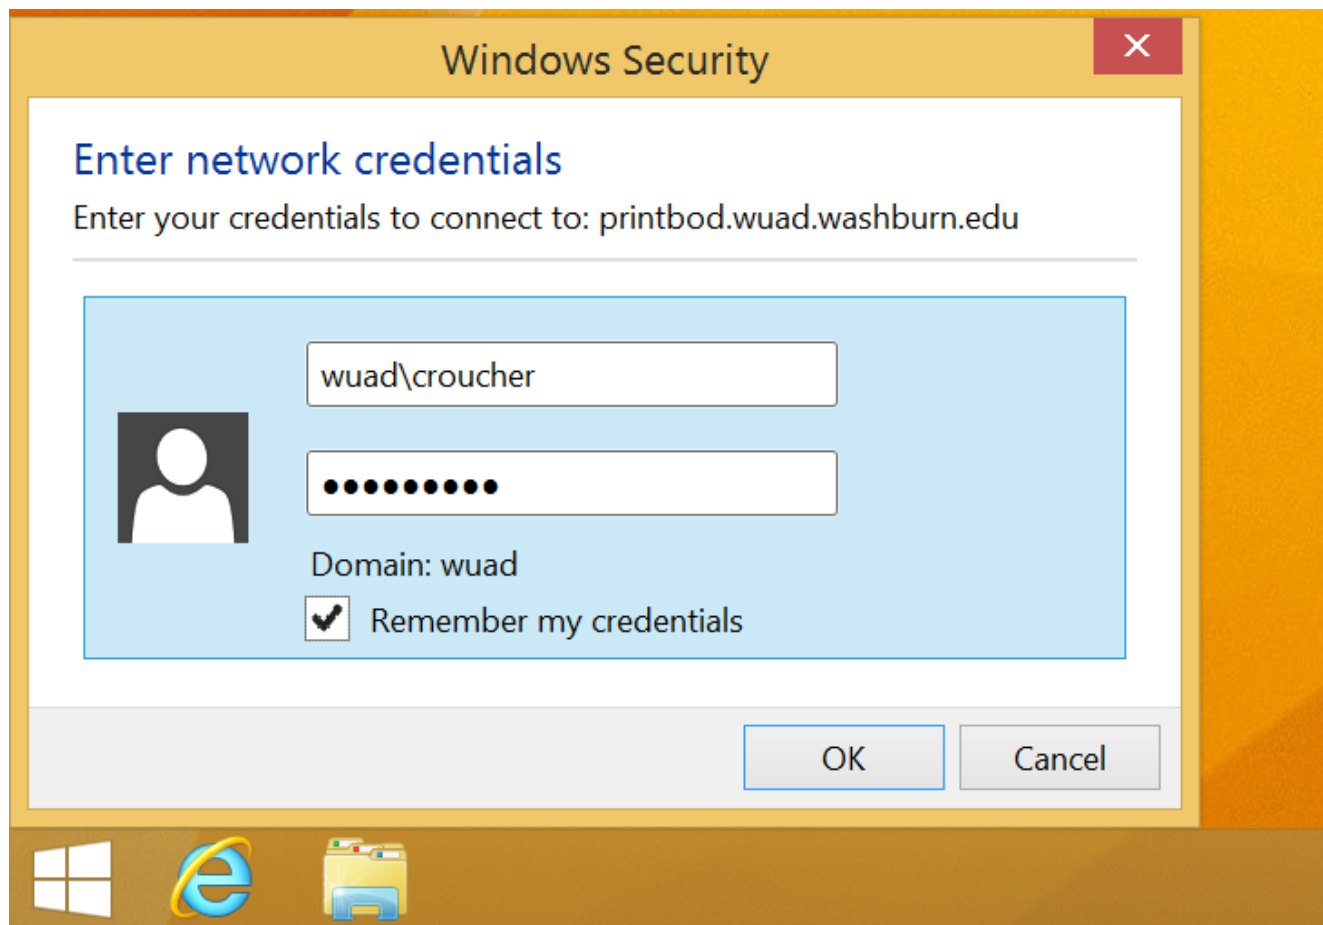 Windows Security
Enter network credentials
Enter your credentials to connect to: printbod.wuad.washburn.edu
wuad\croucher
●●●●●●●●●
Domain: wuad
Remember my credentials
OK
Cancel